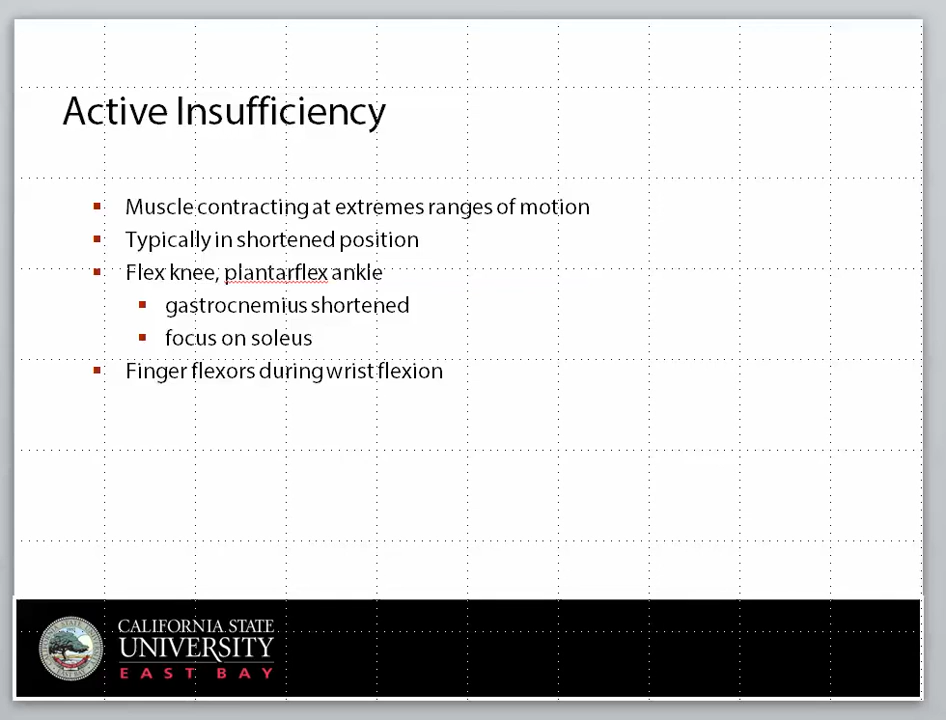 Active Insufficiency
Muscle contracting at extremes ranges of motion
Typically in shortened position
Flex knee, plantarflex ankle
gastrocnemius shortened
focus on soleus
Finger flexors during wrist flexion
CALIFORNIA STATE
UNIVERSITY
EAST BAY